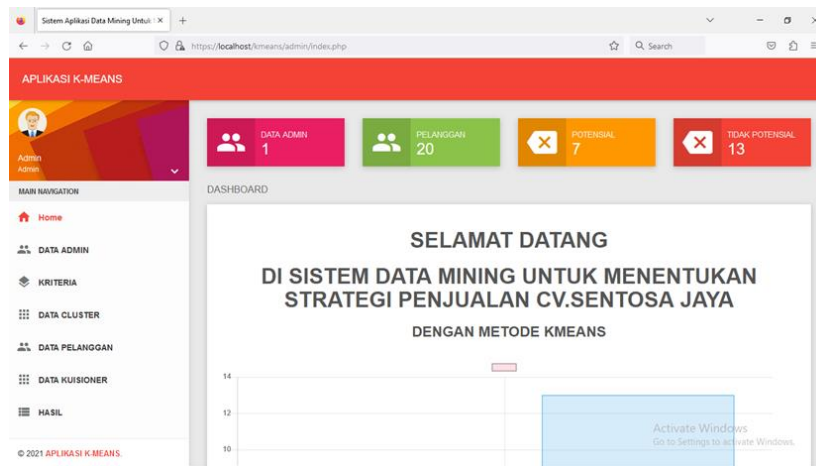 Sistem Aplikasi Data Mining Untuk
https://localhost/kmeans/admin/index.php
Search
APLIKASI K-MEANS
Admin
Admin
MAIN NAVIGATION
Home
DATA ADMIN
KRITERIA
DATA CLUSTER
DATA PELANGGAN
DATA KUISIONER
HASIL
© 2021 APLIKASI K-MEANS.
DATA ADMIN
1
PELANGGAN
20
POTENSIAL
7
TIDAK POTENSIAL
13
DASHBOARD
SELAMAT DATANG
DI SISTEM DATA MINING UNTUK MENENTUKAN
STRATEGI PENJUALAN CV.SENTOSA JAYA
DENGAN METODE KMEANS
14
12
10
Activate Windows
Go to Settings to activate Windows.